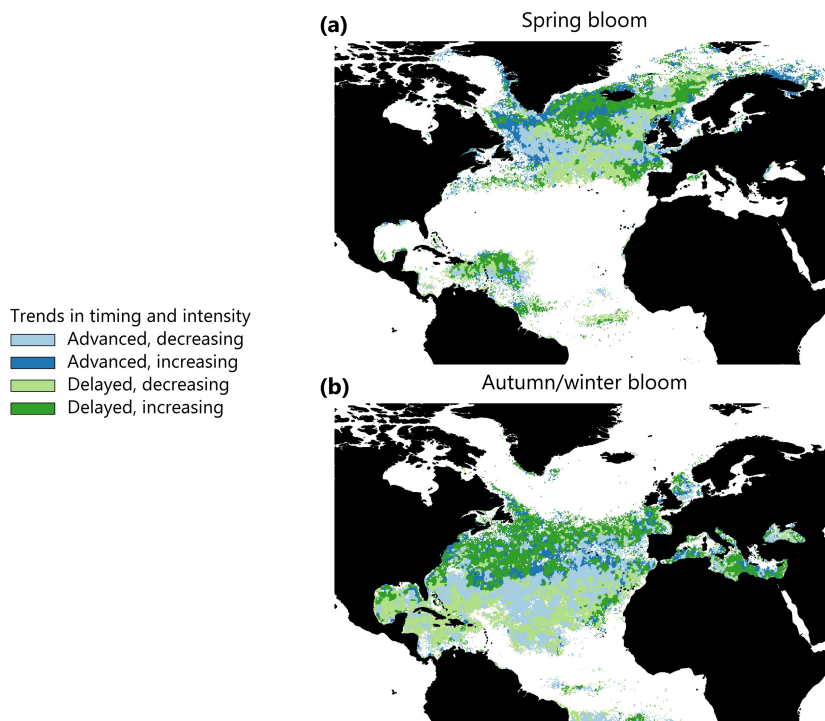 (a)
Spring bloom
Trends in timing and intensity
Advanced, decreasing
Advanced, increasing
Delayed, decreasing
Delayed, increasing
(b)
Autumn/winter bloom